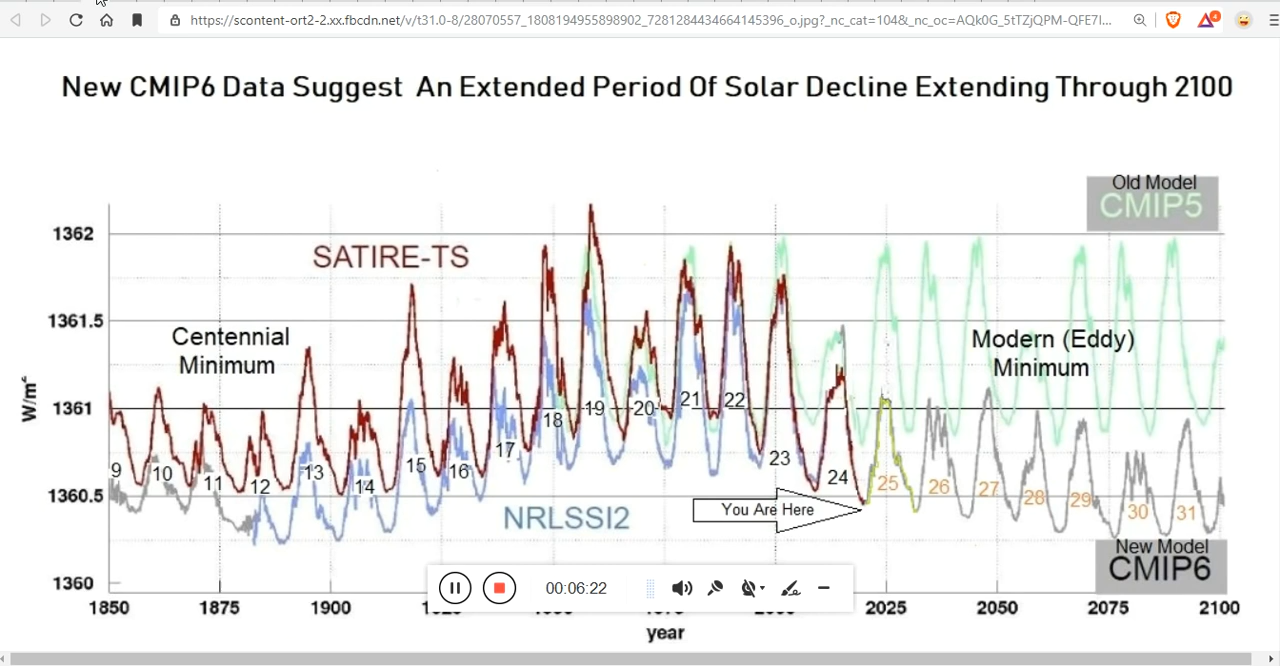 https://scontent-ort2-2.xx.fbcdn.net/v/t31.0-8/28070557_1808194955898902_7281284434664145396_o.jpg?_nc_cat=104&_nc_oc=AQk0G_5tTZjQPM-QFE7I...
4
New CMIP6 Data Suggest An Extended Period Of Solar Decline Extending Through 2100
Old Model
CMIP5
1362
SATIRE-TS
1361.5
Centennial
Minimum
Modern (Eddy)
Minimum
W/m²
1361
9 10 11 12 13 14 15 16 17 18 19 20 21 22 23 24 25 26 27 28 29 30 31
1360.5
You Are Here
NRLSSI2
New Model
CMIP6
1360
00:06:22
1850 1875 1900 2025 2050 2075 2100
year